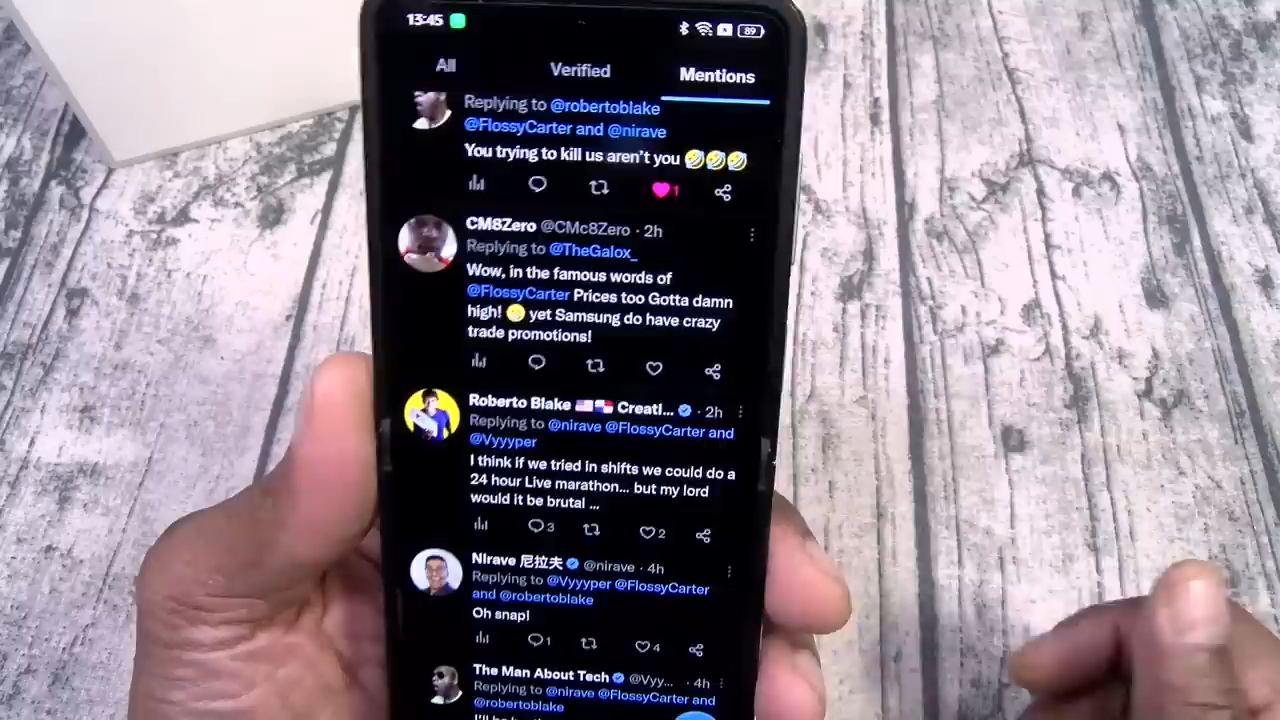 13:45
89
All
Verified
Mentions
Replying to @robertoblake
@FlossyCarter and @nirave
You trying to kill us aren't you 🤣🤣🤣
1
CM8Zero @CMc8Zero · 2h
Replying to @TheGalox_
Wow, in the famous words of
@FlossyCarter Prices too Gotta damn
high! 😁 yet Samsung do have crazy
trade promotions!
Roberto Blake 🇺🇸🇵🇦 Creati... · 2h
Replying to @nirave @FlossyCarter and
@Vyyyper
I think if we tried in shifts we could do a
24 hour Live marathon... but my lord
would it be brutal ...
3
2
Nirave 尼拉夫 @nirave · 4h
Replying to @Vyyyper @FlossyCarter
and @robertoblake
Oh snap!
1
4
The Man About Tech @Vyy... · 4h
Replying to @nirave @FlossyCarter and
@robertoblake